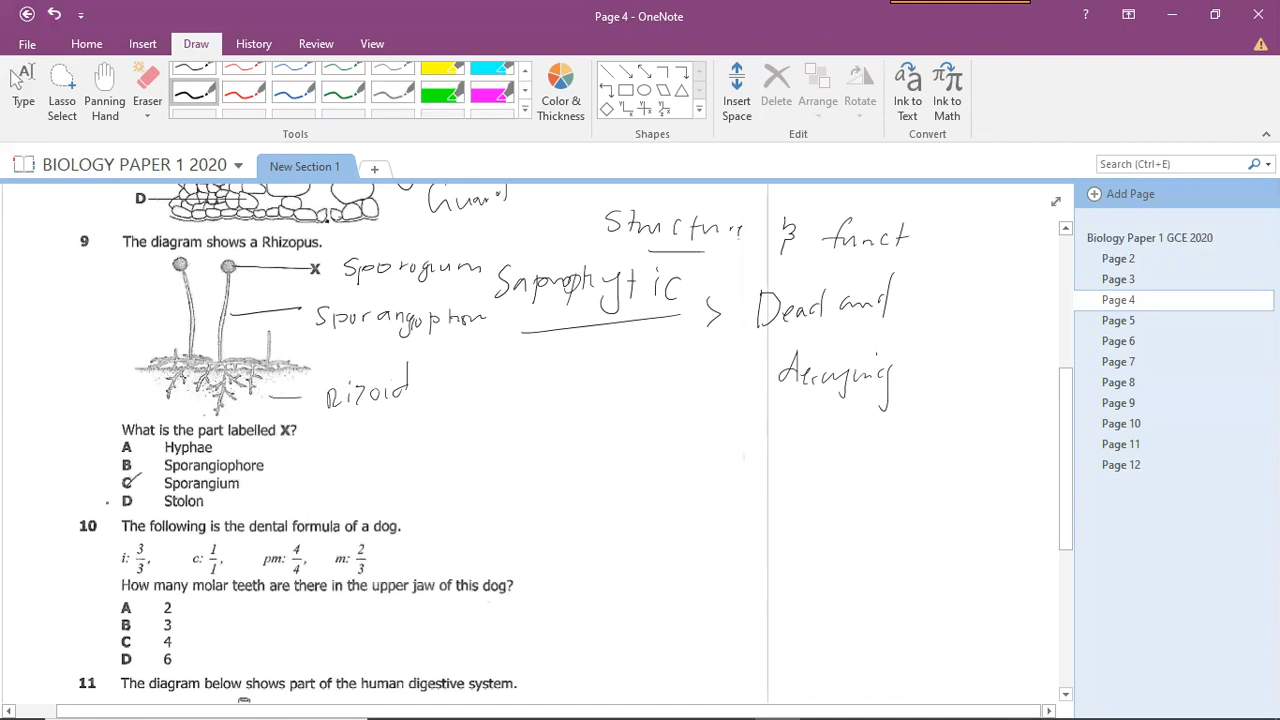 Page 4 - OneNote
?
File
Home
Insert
Draw
History
Review
View
Type
Lasso
Select
Panning
Hand
Eraser
Color &
Thickness
Insert
Space
Delete
Arrange
Rotate
Ink to
Text
Ink to
Math
Tools
Shapes
Edit
Convert
BIOLOGY PAPER 1 2020
New Section 1
Search (Ctrl+E)
Add Page
Biology Paper 1 GCE 2020
Page 2
Page 3
Page 4
Page 5
Page 6
Page 7
Page 8
Page 9
Page 10
Page 11
Page 12
D
Guard
structure & funct
9 The diagram shows a Rhizopus.
X
Sporogium
Saprophytic > Dead and
decaying
Sporangophon
Rizoid
What is the part labelled X?
A Hyphae
B Sporangiophore
C Sporangium
D Stolon
10 The following is the dental formula of a dog.
i: 3/3, c: 1/1, pm: 4/4, m: 2/3
How many molar teeth are there in the upper jaw of this dog?
A 2
B 3
C 4
D 6
11 The diagram below shows part of the human digestive system.